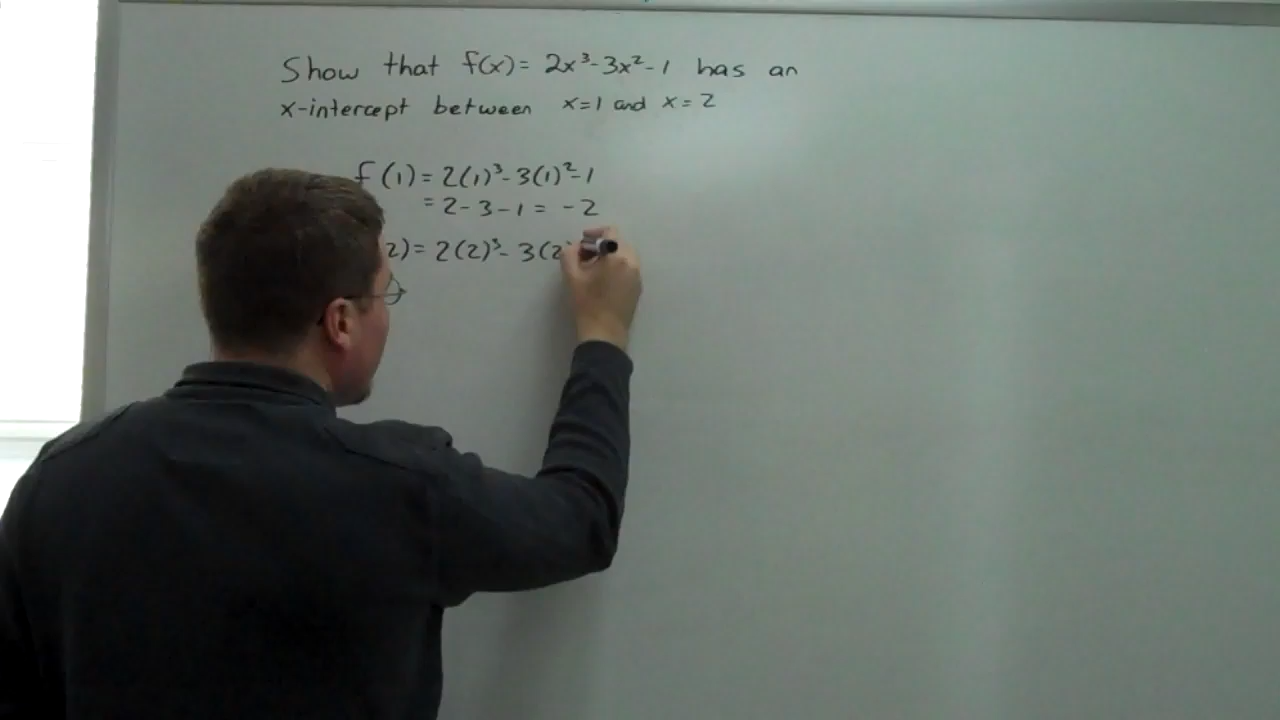 Show that f(x)= 2x³-3x²-1 has an
x-intercept between x=1 and x=2
f(1)= 2(1)³-3(1)²-1
= 2-3-1 = -2
2)= 2(2)³- 3(2